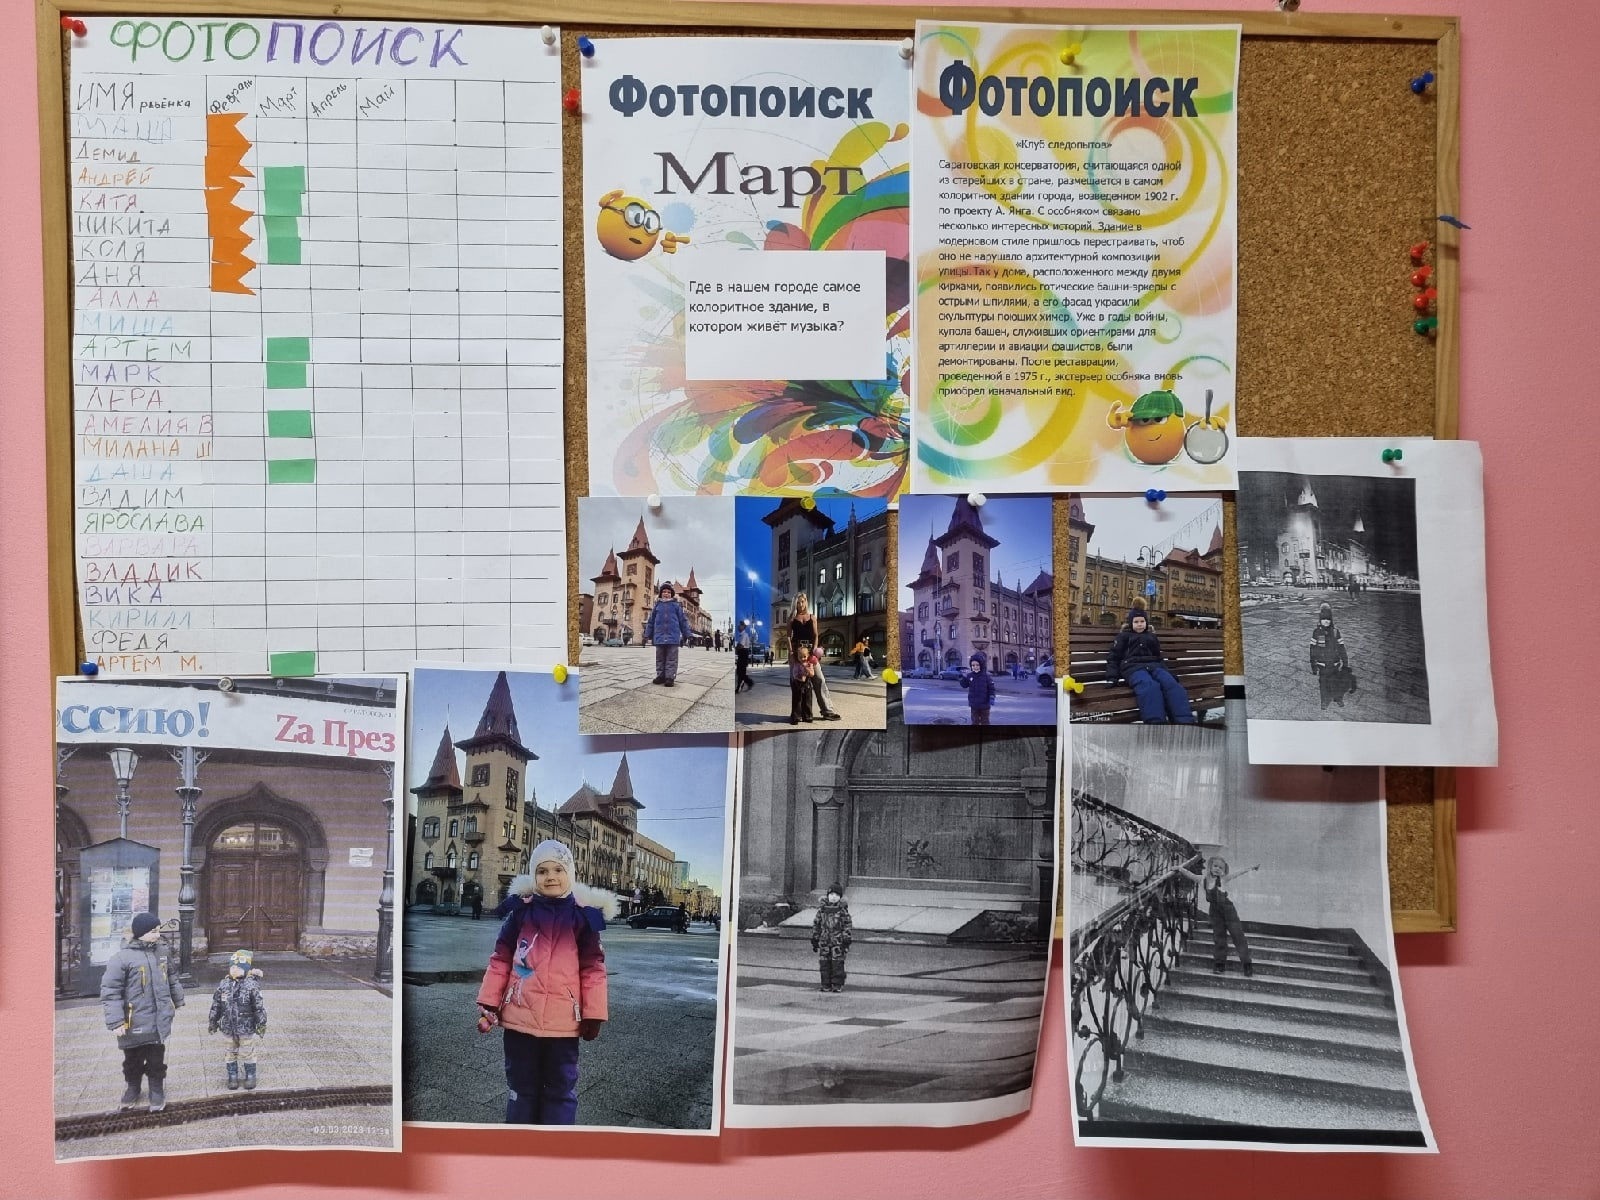 ФОТОПОИСК
ИМЯ ребёнка
Февраль
Март
Апрель
Май
МАША
ДЕМИД
АНДРЕЙ
КАТЯ
НИКИТА
КОЛЯ
АНЯ
АЛЛА
МИША
АРТЁМ
МАРК
ЛЕРА
АМЕЛИЯ В
МИЛАНА Ш
ДАША
ВАДИМ
ЯРОСЛАВА
ВАРВАРА
ВЛАДИК
ВИКА
КИРИЛЛ
ФЕДЯ
АРТЁМ М.
Фотопоиск
Март
Где в нашем городе самое
колоритное здание, в
котором живёт музыка?
Фотопоиск
«Клуб следопытов»
Саратовская консерватория, считающаяся одной
из старейших в стране, размещается в самом
колоритном здании города, возведенном 1902 г.
по проекту А. Янга. С особняком связано
несколько интересных историй. Здание в
модерновом стиле пришлось перестраивать, чтоб
оно не нарушало архитектурной композиции
улицы. Так у дома, расположенного между двумя
кирхами, появились готические башни-эркеры с
острыми шпилями, а его фасад украсили
скульптуры поющих химер. Уже в годы войны,
купола башен, служивших ориентирами для
артиллерии и авиации фашистов, были
демонтированы. После реставрации,
проведенной в 1975 г., экстерьер особняка вновь
приобрел изначальный вид.
оссию!
Zа През